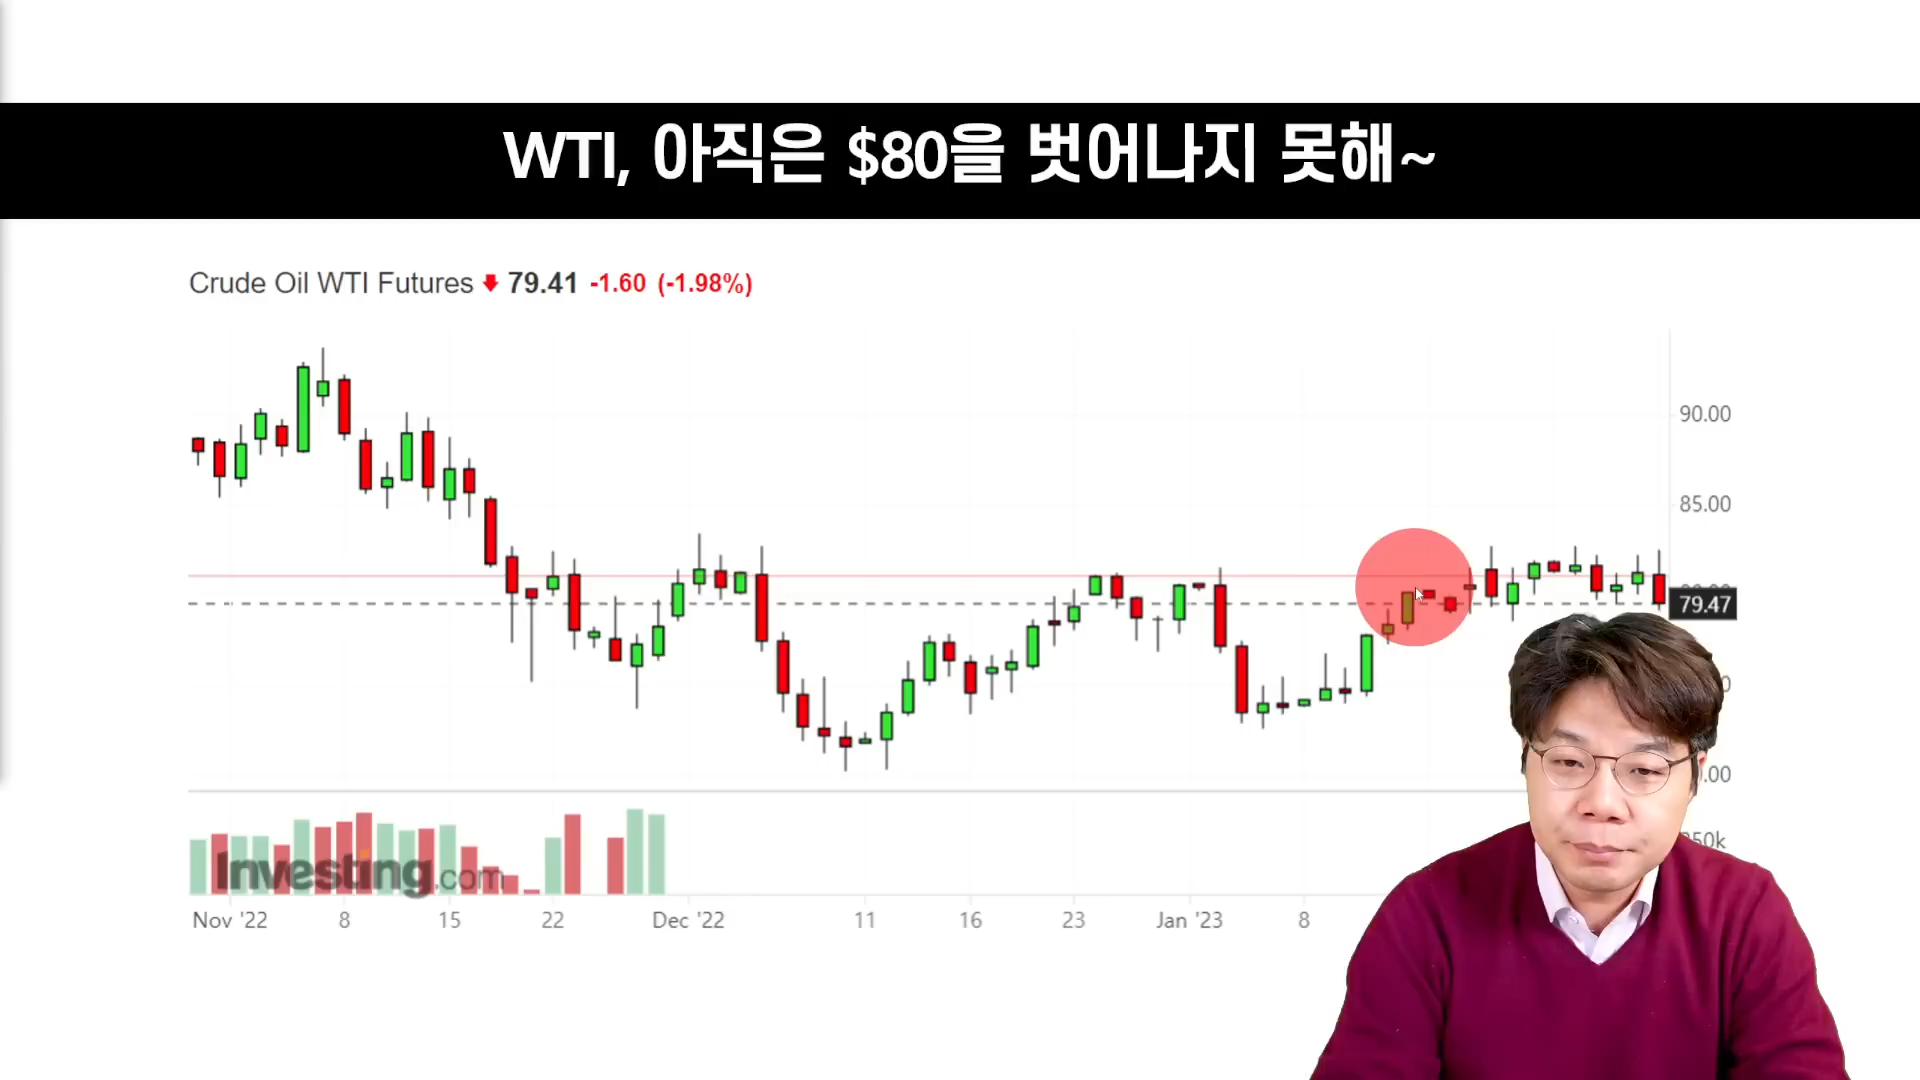 WTI, 아직은 $80을 벗어나지 못해~
Crude Oil WTI Futures 79.41 -1.60 (-1.98%)
90.00
85.00
79.47
Investing.com
Nov '22 8 15 22 Dec '22 11 16 23 Jan '23 8